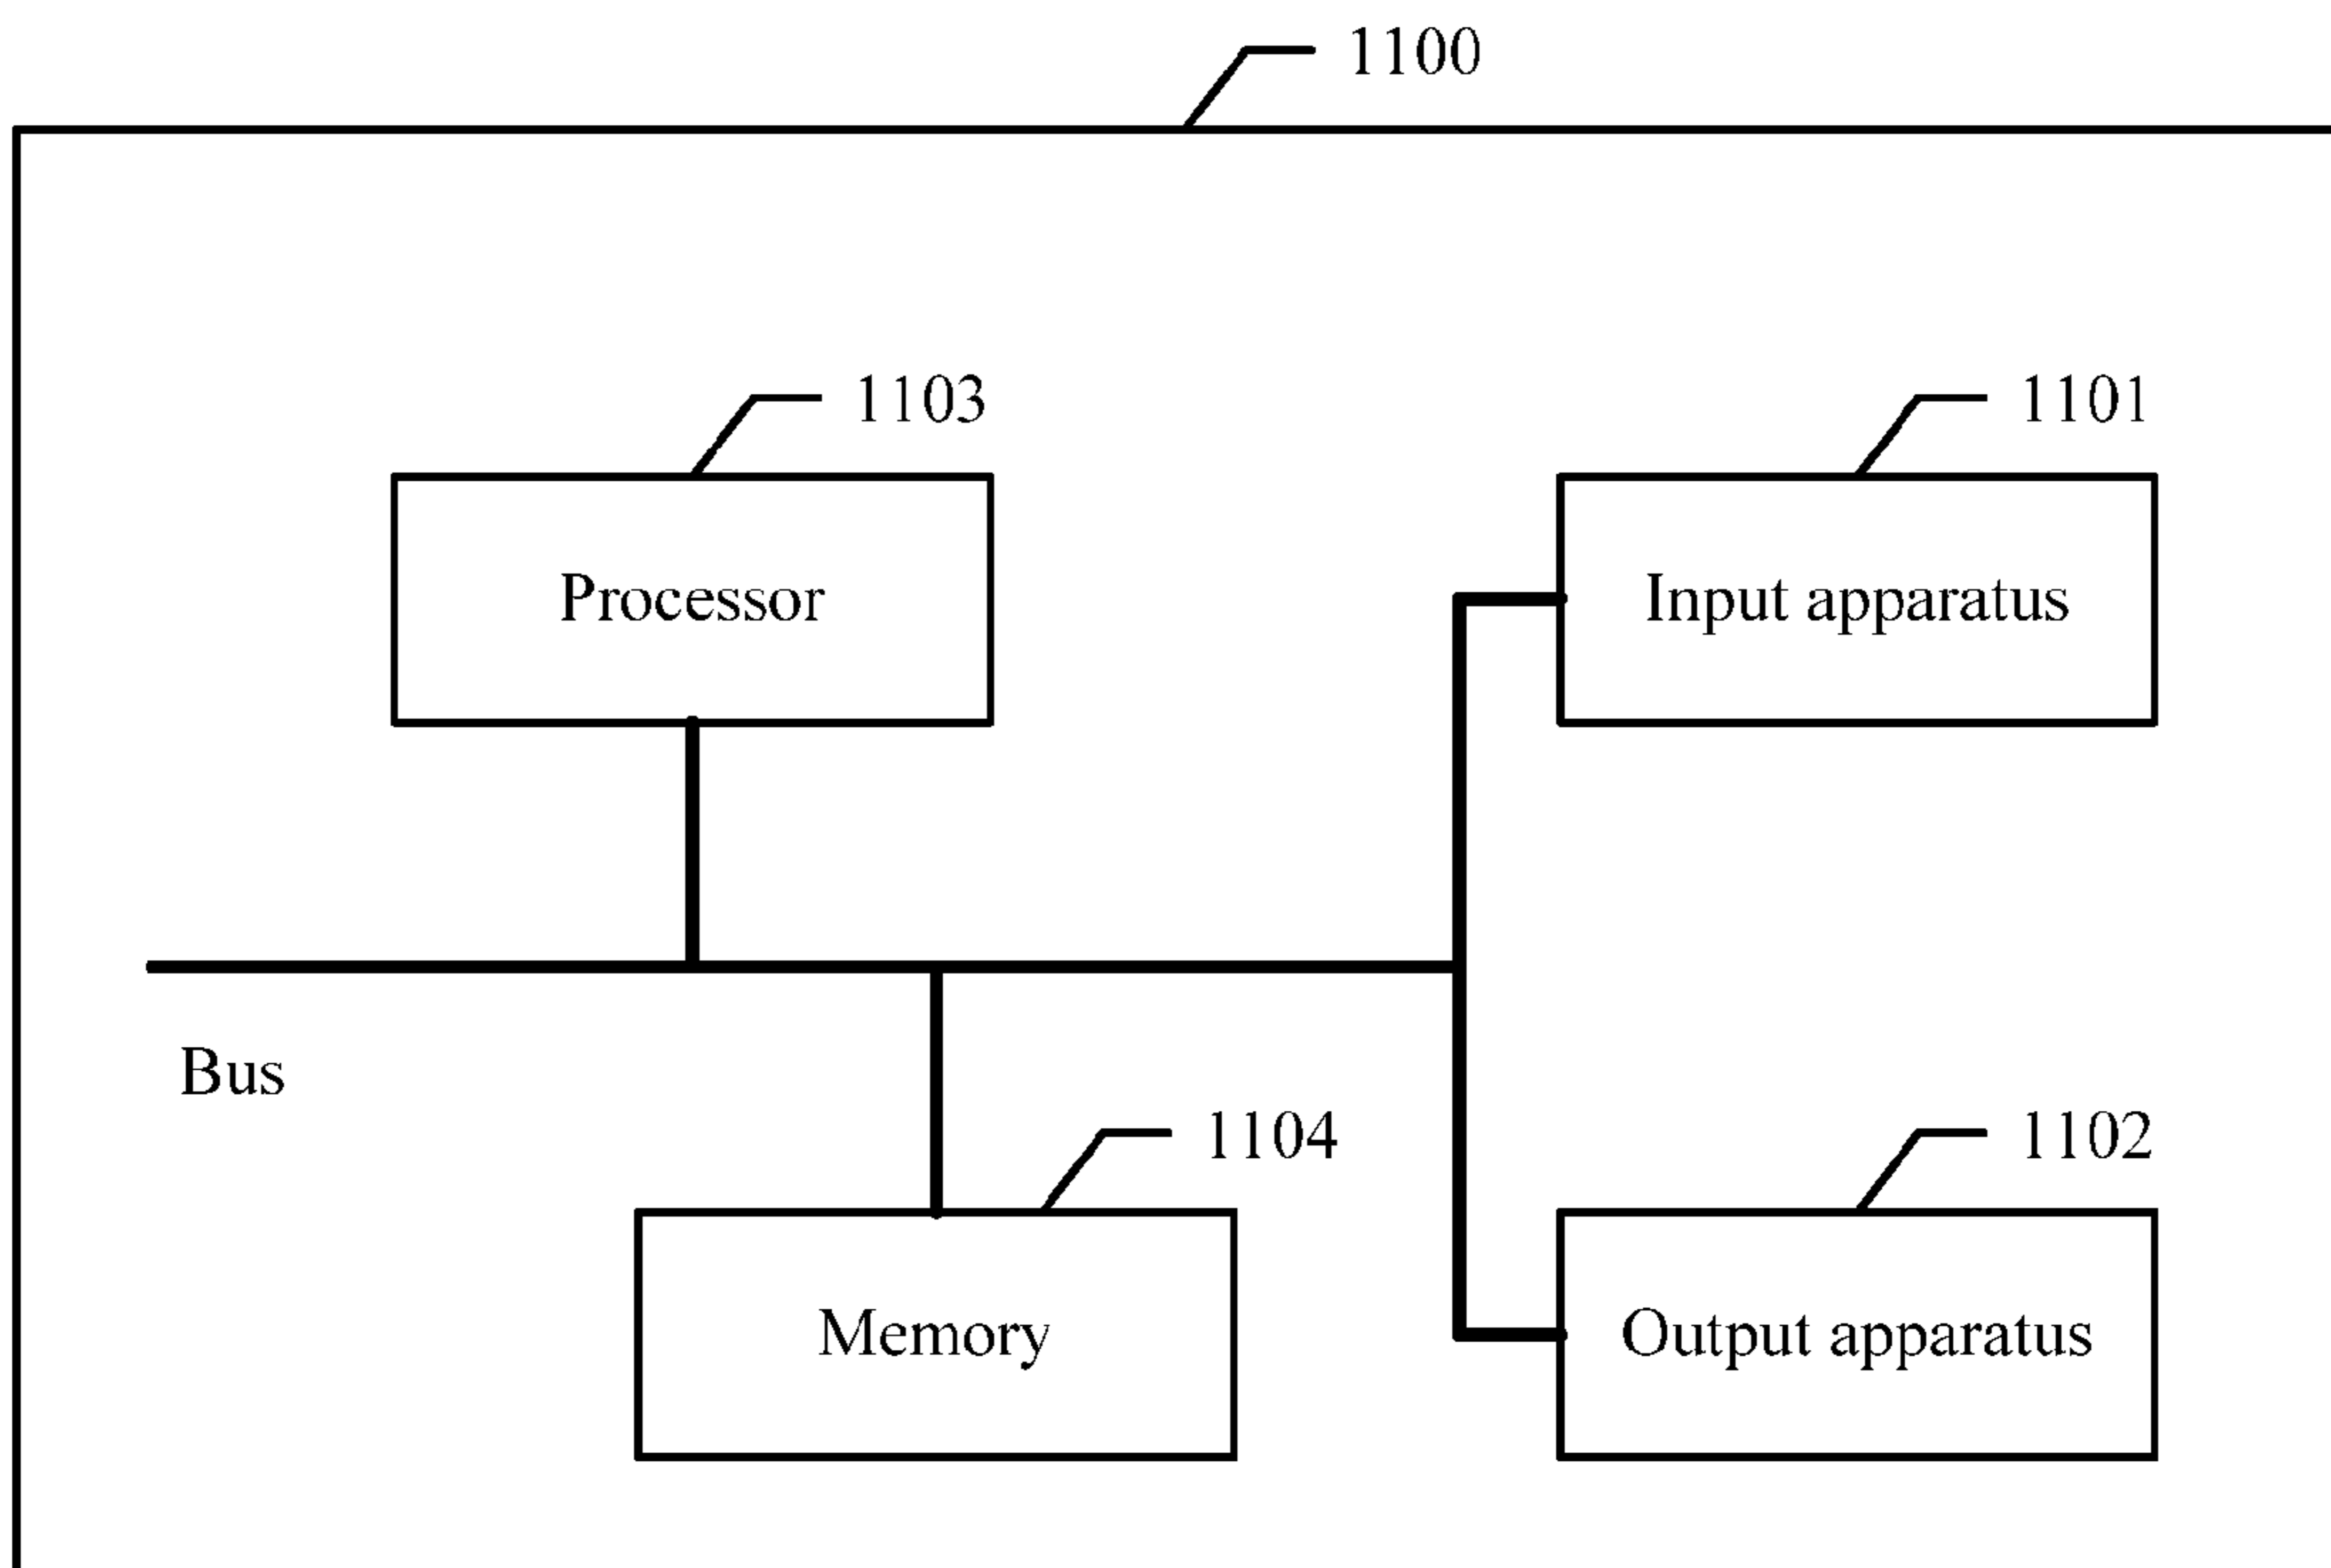 1100
1103
1101
Processor
Input apparatus
Bus
1104
1102
Memory
Output apparatus